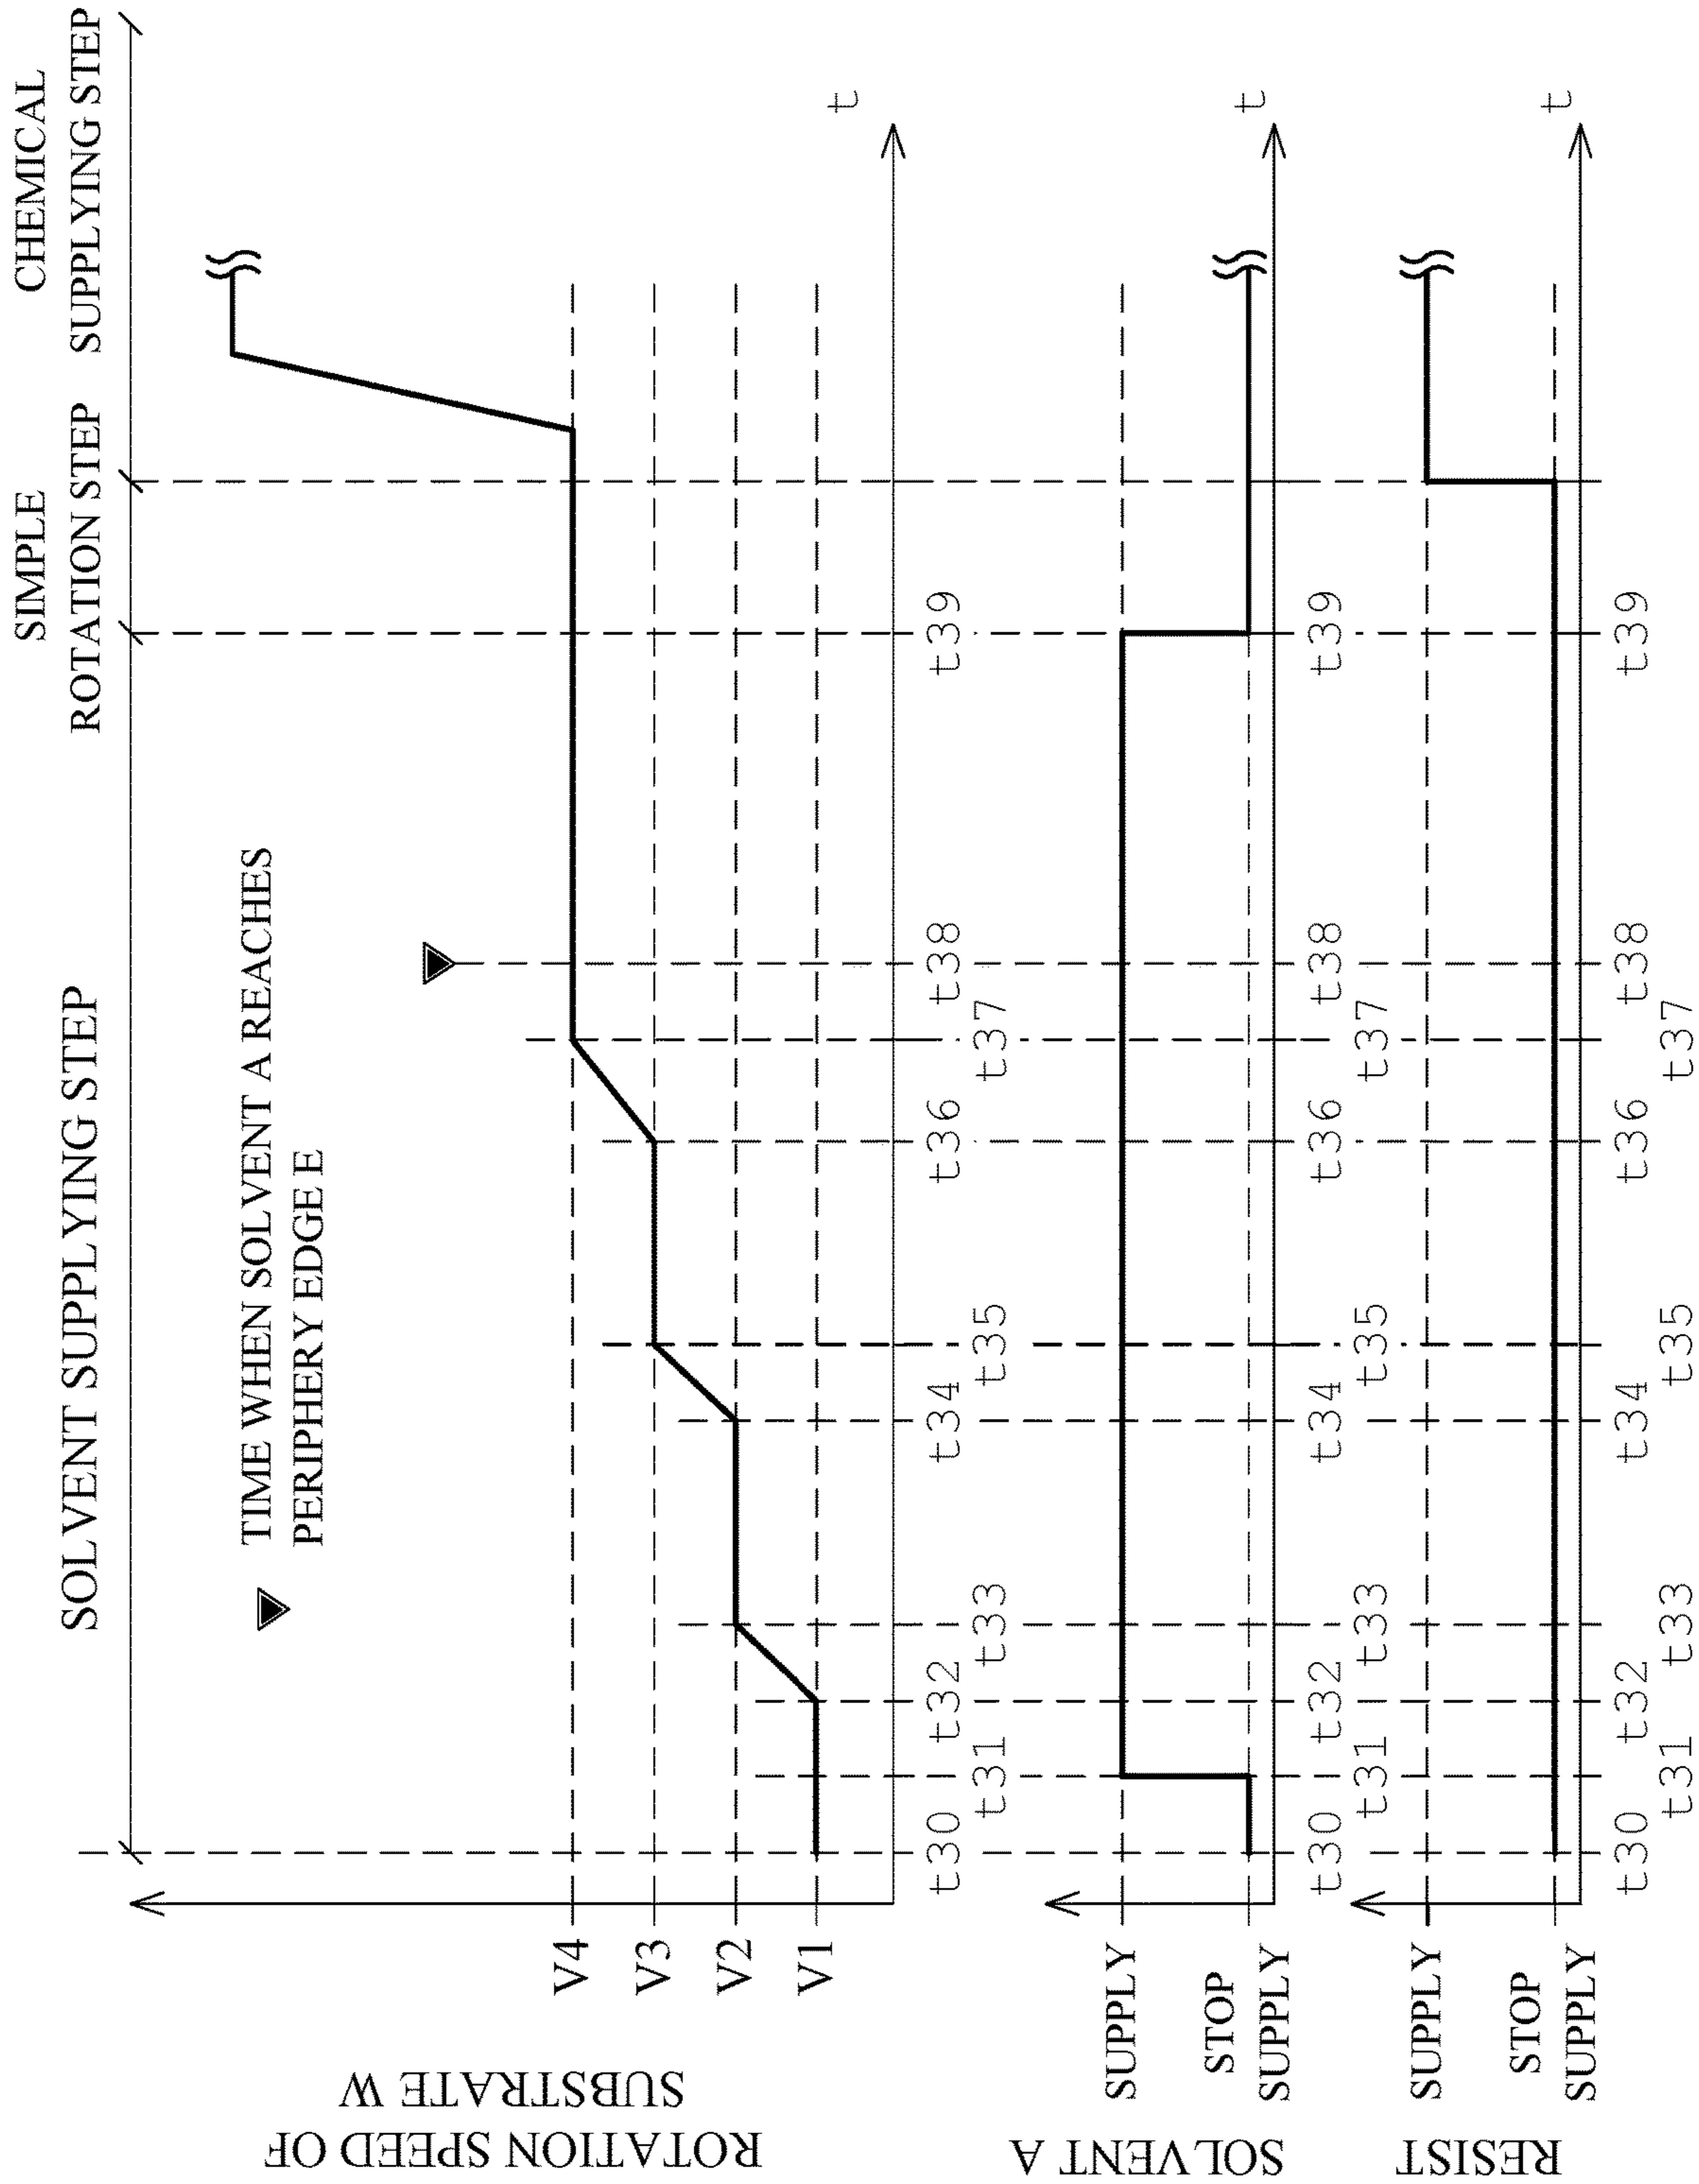 SOLVENT SUPPLYING STEP
SIMPLE
ROTATION STEP
CHEMICAL
SUPPLYING STEP
TIME WHEN SOLVENT A REACHES
PERIPHERY EDGE E
ROTATION SPEED OF
SUBSTRATE W
V4
V3
V2
V1
t
t30 t32 t34 t36 t38 t39
t31 t33 t35 t37
SOLVENT A
SUPPLY
STOP
SUPPLY
t
t30 t32 t34 t36 t38 t39
t31 t33 t35 t37
RESIST
SUPPLY
STOP
SUPPLY
t
t30 t32 t34 t36 t38 t39
t31 t33 t35 t37